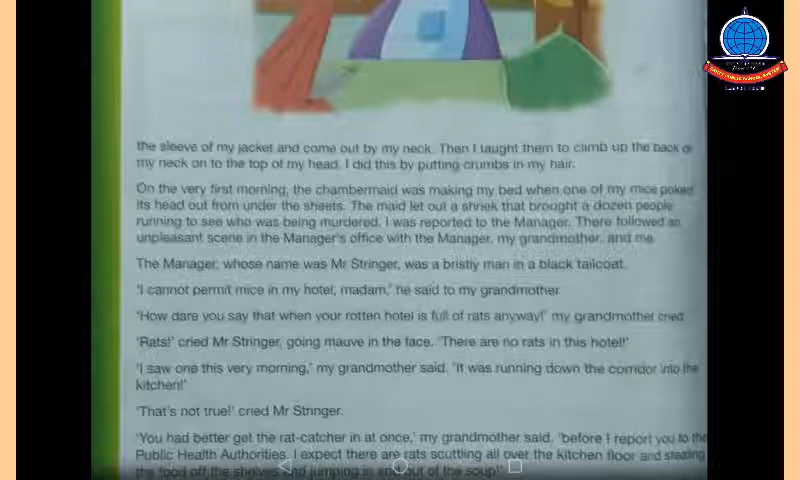 the sleeve of my jacket and come out by my neck. Then I taught them to climb up the back of
my neck on to the top of my head. I did this by putting crumbs in my hair.
On the very first morning, the chambermaid was making my bed when one of my mice poked
its head out from under the sheets. The maid let out a shriek that brought a dozen people
running to see who was being murdered. I was reported to the Manager. There followed an
unpleasant scene in the Manager's office with the Manager, my grandmother, and me.
The Manager, whose name was Mr Stringer, was a bristly man in a black tailcoat.
'I cannot permit mice in my hotel, madam,' he said to my grandmother.
'How dare you say that when your rotten hotel is full of rats anyway!' my grandmother cried.
'Rats!' cried Mr Stringer, going mauve in the face. 'There are no rats in this hotel!'
'I saw one this very morning,' my grandmother said. 'It was running down the corridor into the
kitchen!'
'That's not true!' cried Mr Stringer.
'You had better get the rat-catcher in at once,' my grandmother said, 'before I report you to the
Public Health Authorities. I expect there are rats scuttling all over the kitchen floor and stealing
the food off the shelves and jumping in and out of the soup!'